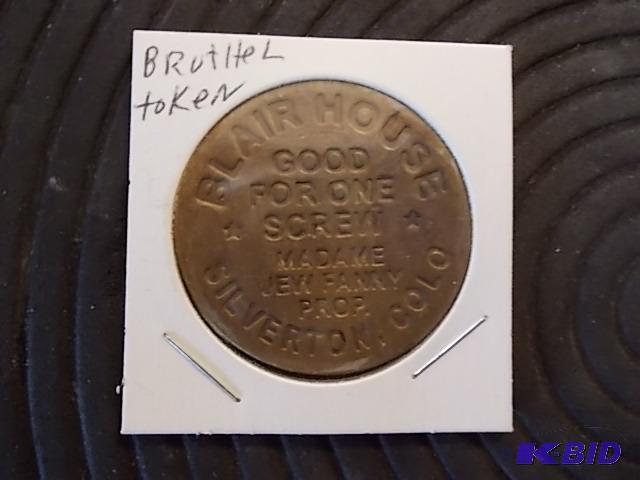 BRUtHEL
tOKEN
BLAIR HOUSE
GOOD
FOR ONE
SCREW
MADAME
JEW FANNY
PROP.
SILVERTON, COLO
K-BID